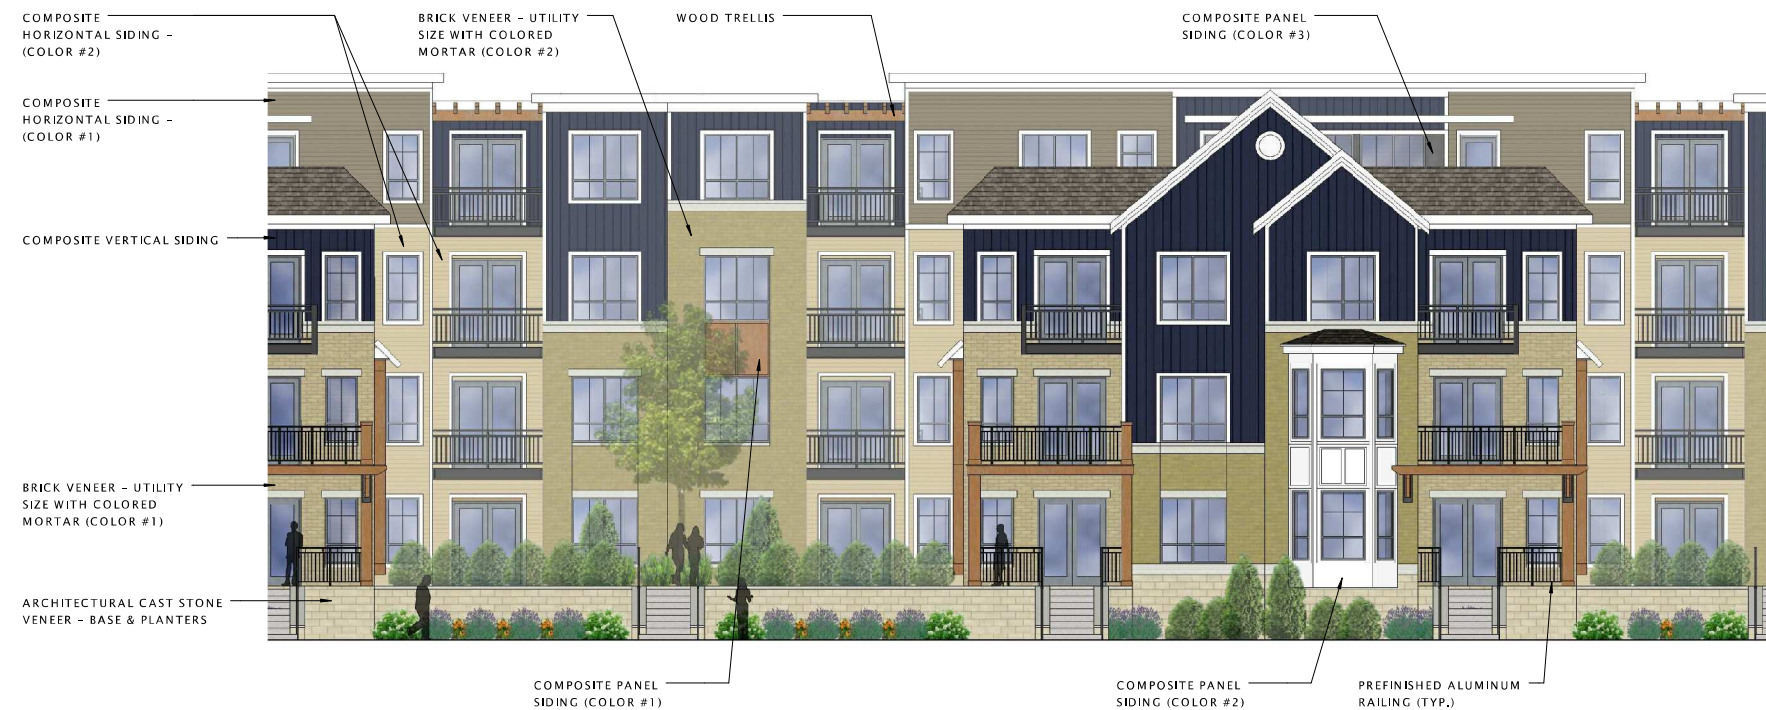 COMPOSITE
HORIZONTAL SIDING –
(COLOR #2)
BRICK VENEER – UTILITY
SIZE WITH COLORED
MORTAR (COLOR #2)
WOOD TRELLIS
COMPOSITE PANEL
SIDING (COLOR #3)
COMPOSITE
HORIZONTAL SIDING –
(COLOR #1)
COMPOSITE VERTICAL SIDING
BRICK VENEER – UTILITY
SIZE WITH COLORED
MORTAR (COLOR #1)
ARCHITECTURAL CAST STONE
VENEER – BASE & PLANTERS
COMPOSITE PANEL
SIDING (COLOR #1)
COMPOSITE PANEL
SIDING (COLOR #2)
PREFINISHED ALUMINUM
RAILING (TYP.)